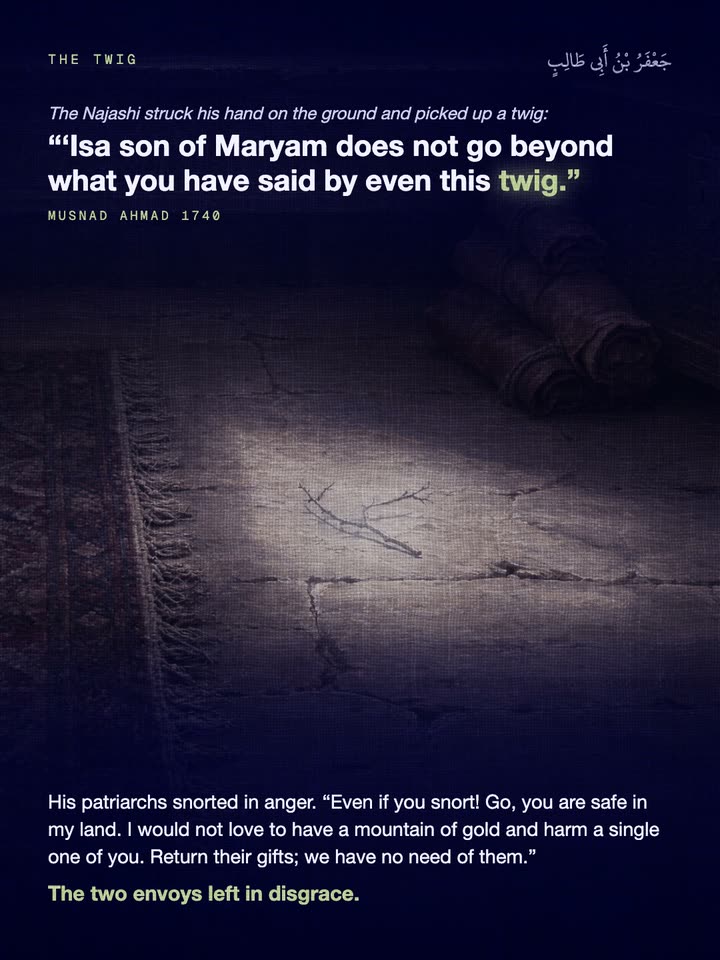 THE TWIG
جَعْفَرُ بْنُ أَبِي طَالِبٍ
The Najashi struck his hand on the ground and picked up a twig:
“‘Isa son of Maryam does not go beyond
what you have said by even this twig.”
MUSNAD AHMAD 1740
His patriarchs snorted in anger. “Even if you snort! Go, you are safe in
my land. I would not love to have a mountain of gold and harm a single
one of you. Return their gifts; we have no need of them.”
The two envoys left in disgrace.